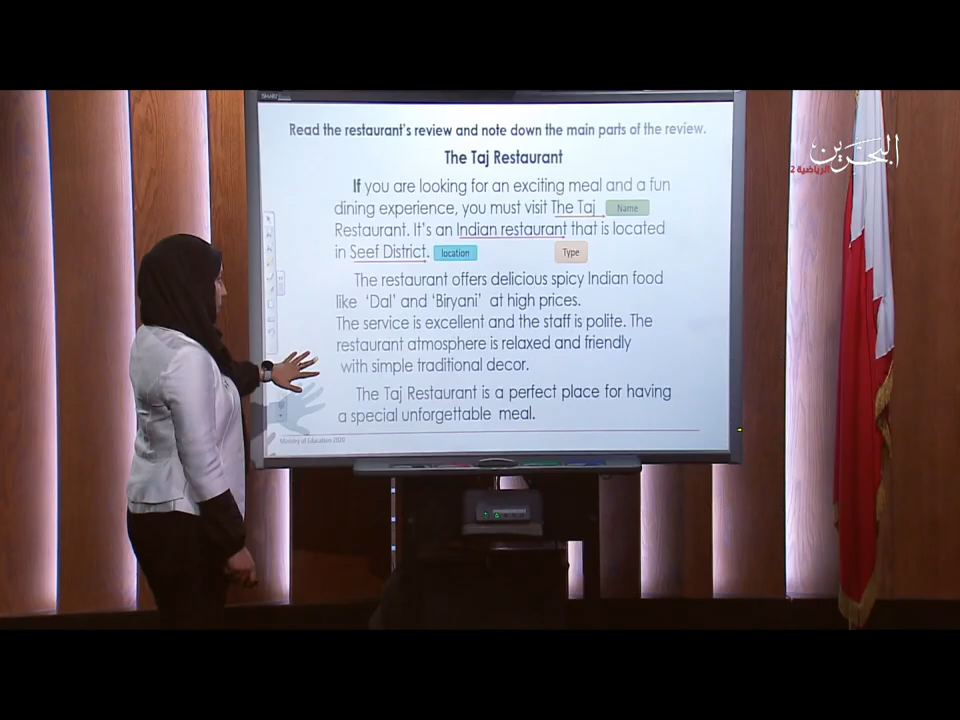 SMART
Read the restaurant's review and note down the main parts of the review.
The Taj Restaurant
If you are looking for an exciting meal and a fun
dining experience, you must visit The Taj Name
Restaurant. It's an Indian restaurant that is located
in Seef District. location Type
The restaurant offers delicious spicy Indian food
like 'Dal' and 'Biryani' at high prices.
The service is excellent and the staff is polite. The
restaurant atmosphere is relaxed and friendly
with simple traditional decor.
The Taj Restaurant is a perfect place for having
a special unforgettable meal.
Ministry of Education 2020
البحرين
الرياضية 2